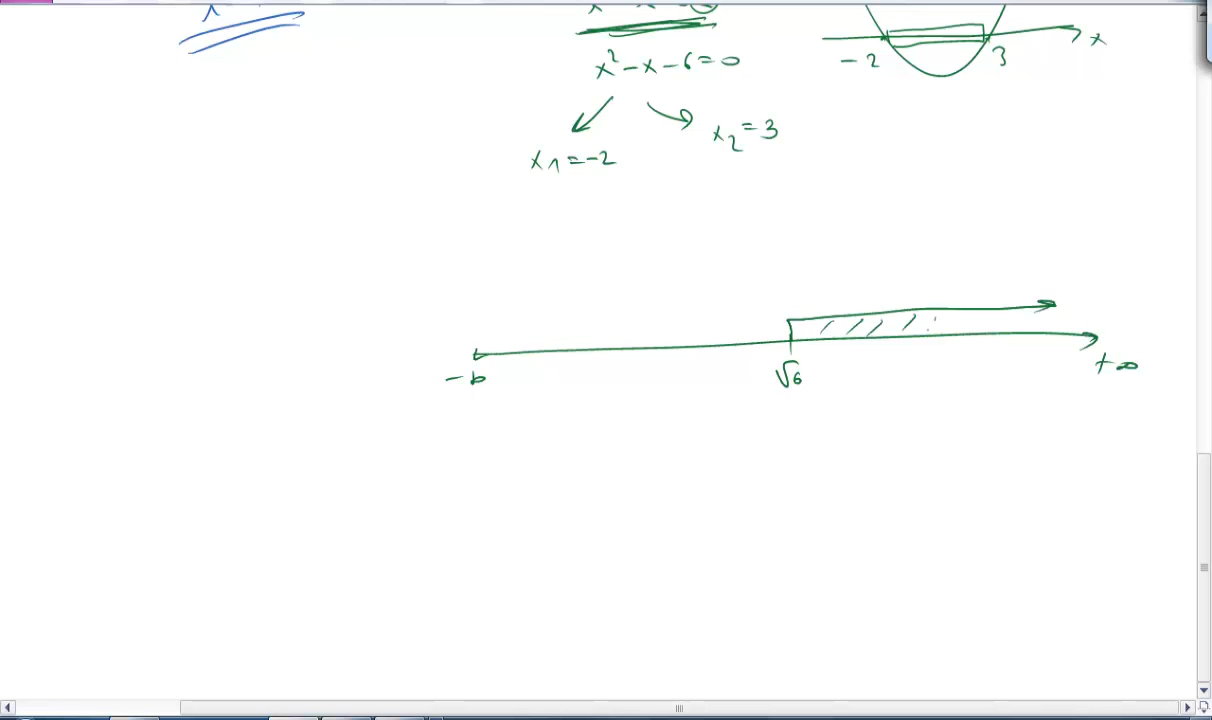 x² - x - 6 = 0
-2
3
x
x₁ = -2
x₂ = 3
√6
+∞